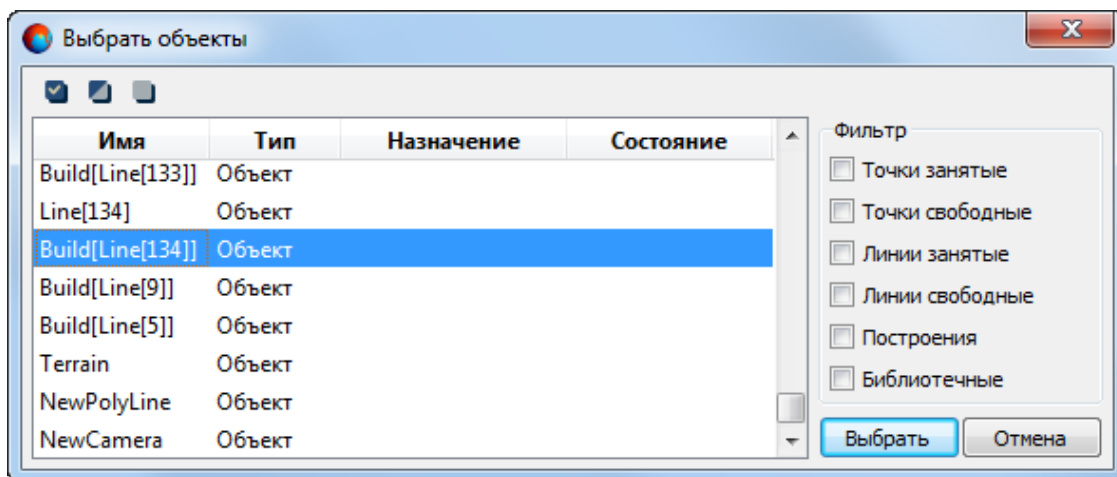 Выбрать объекты
Имя Тип Назначение Состояние
Build[Line[133]] Объект
Line[134] Объект
Build[Line[134]] Объект
Build[Line[9]] Объект
Build[Line[5]] Объект
Terrain Объект
NewPolyLine Объект
NewCamera Объект
Фильтр
Точки занятые
Точки свободные
Линии занятые
Линии свободные
Построения
Библиотечные
Выбрать Отмена